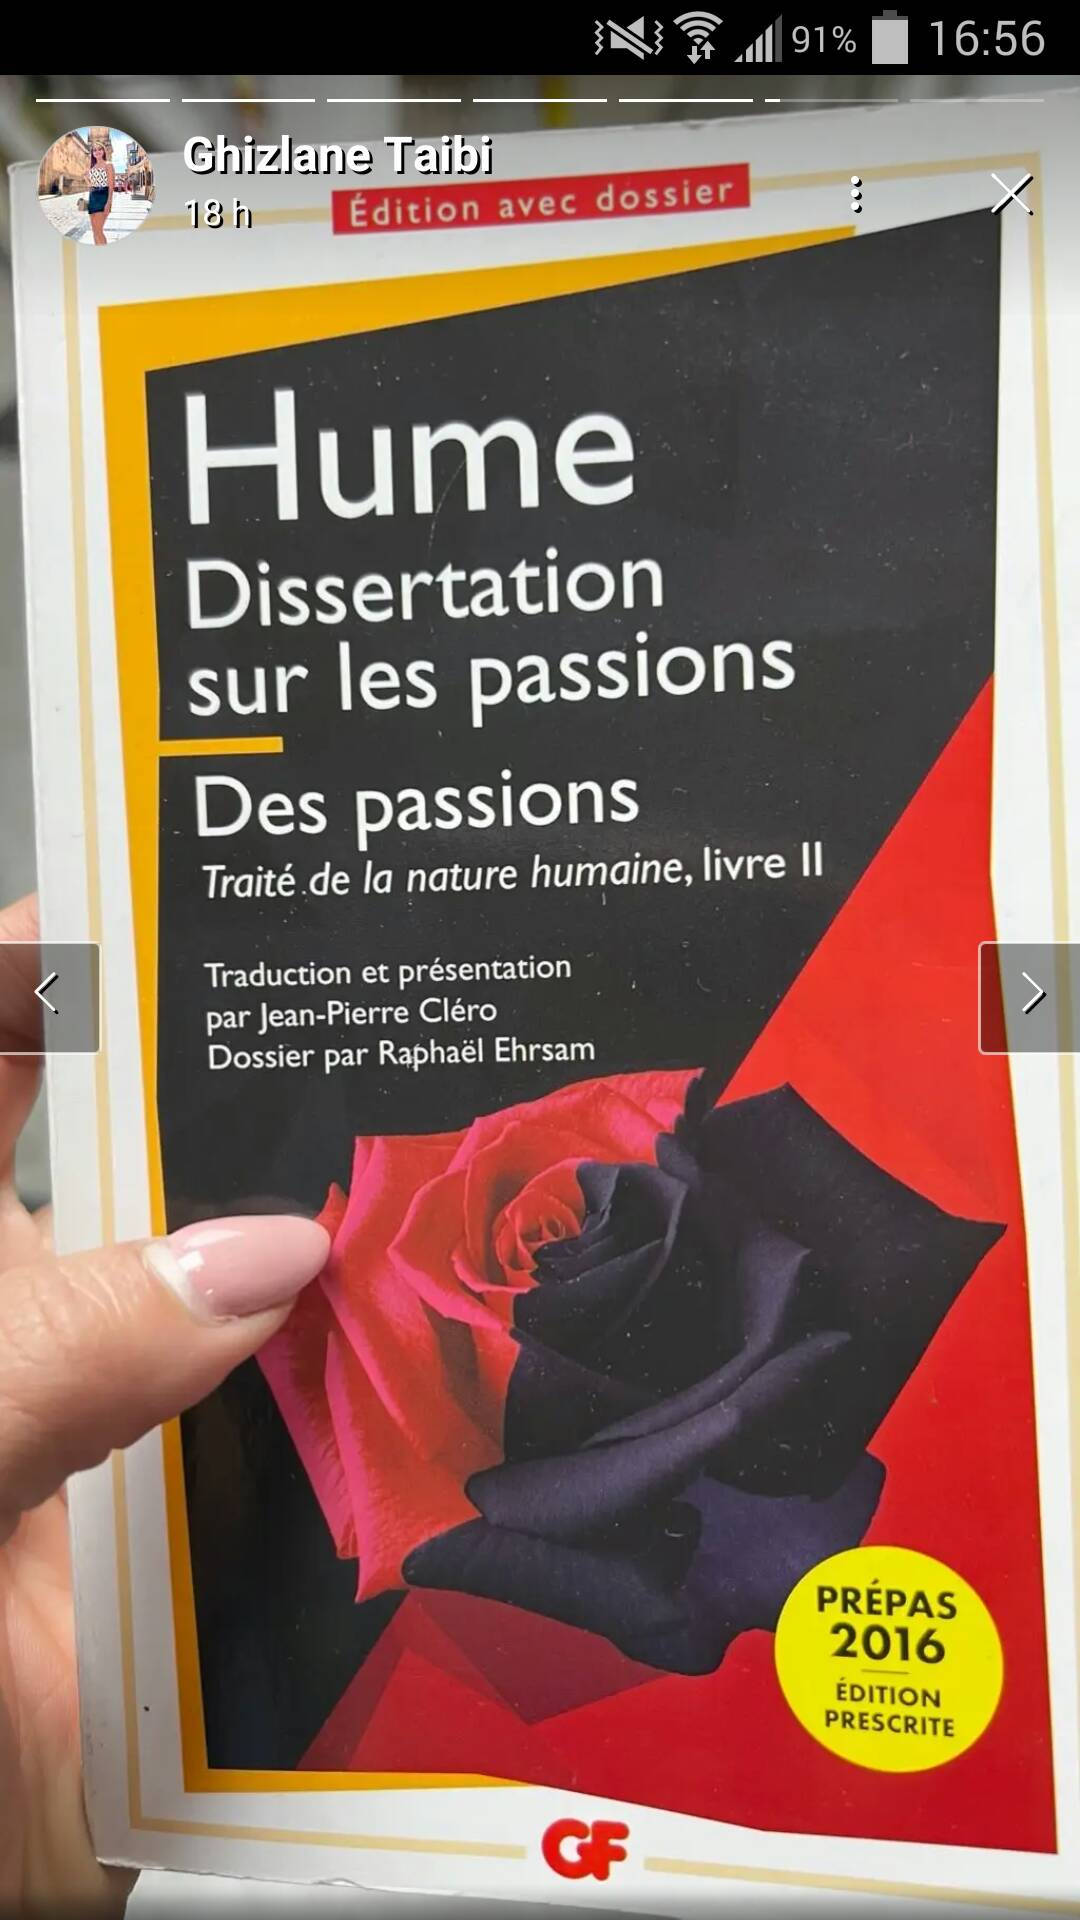 91% 16:56
Ghizlane Taibi
18 h
Édition avec dossier
Hume
Dissertation
sur les passions
Des passions
Traité de la nature humaine, livre II
Traduction et présentation
par Jean-Pierre Cléro
Dossier par Raphaël Ehrsam
PRÉPAS
2016
ÉDITION
PRESCRITE
GF